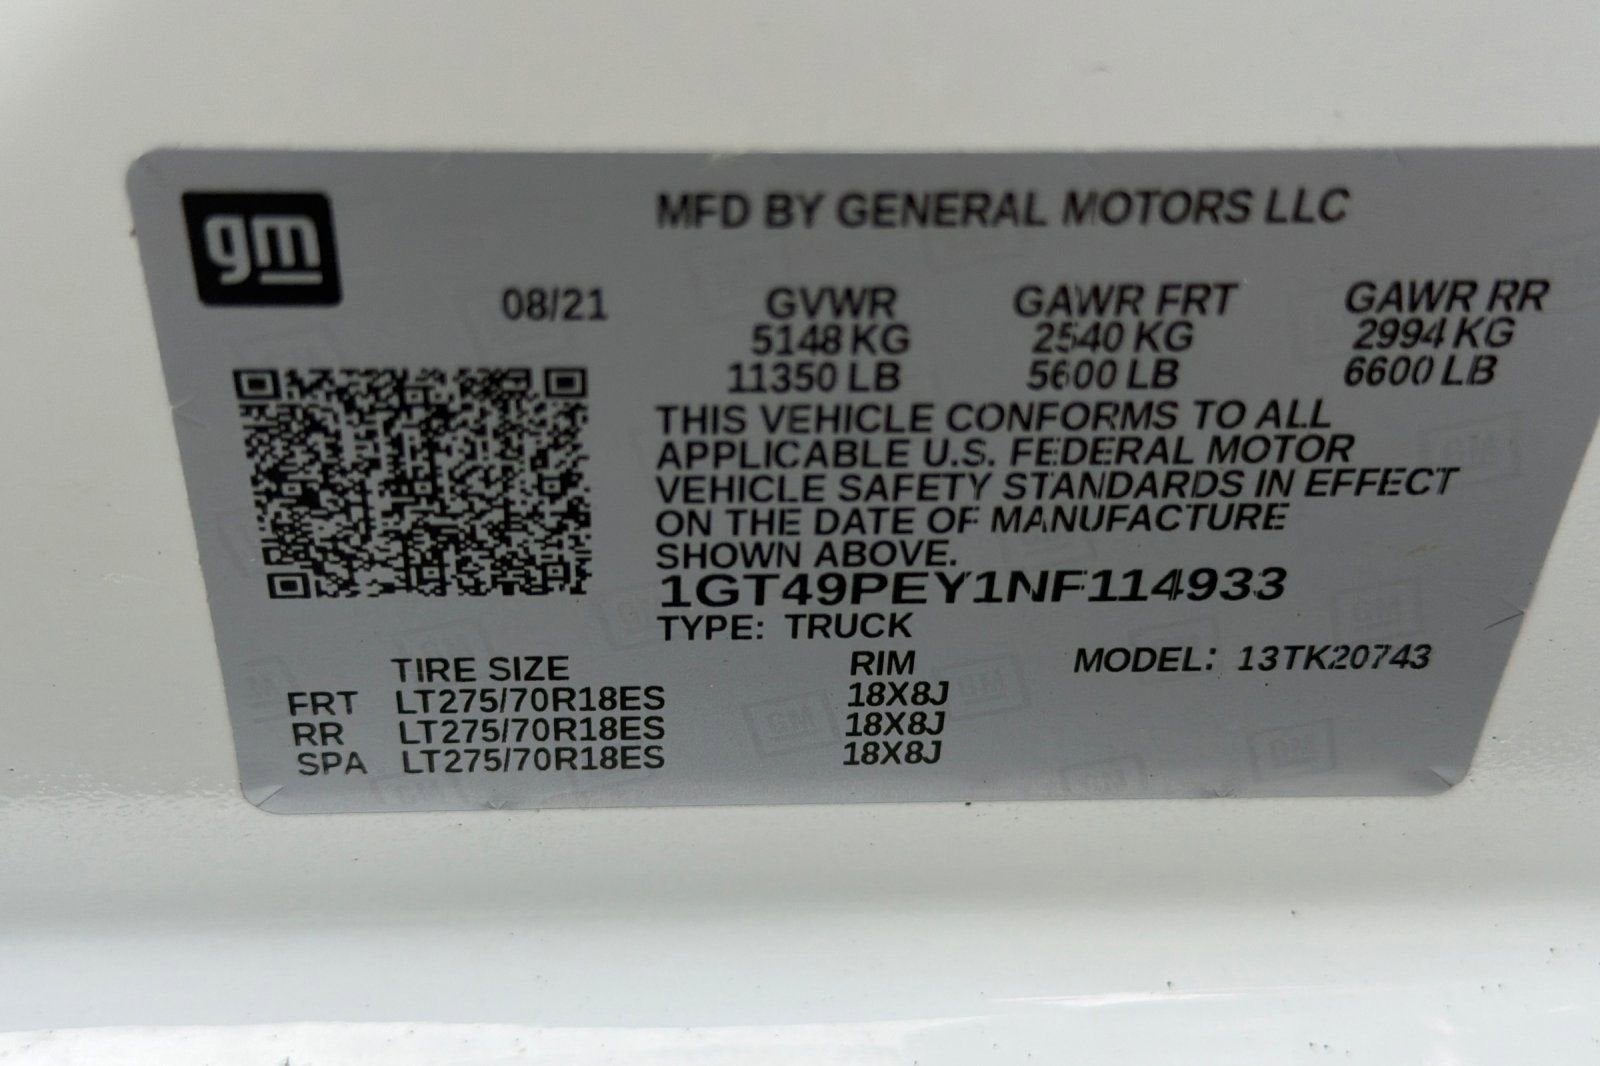 gm
MFD BY GENERAL MOTORS LLC
08/21 GVWR GAWR FRT GAWR RR
5148 KG 2540 KG 2994 KG
11350 LB 5600 LB 6600 LB
THIS VEHICLE CONFORMS TO ALL
APPLICABLE U.S. FEDERAL MOTOR
VEHICLE SAFETY STANDARDS IN EFFECT
ON THE DATE OF MANUFACTURE
SHOWN ABOVE.
1GT49PEY1NF114933
TYPE: TRUCK
TIRE SIZE RIM MODEL: 13TK20743
FRT LT275/70R18ES 18X8J
RR LT275/70R18ES 18X8J
SPA LT275/70R18ES 18X8J